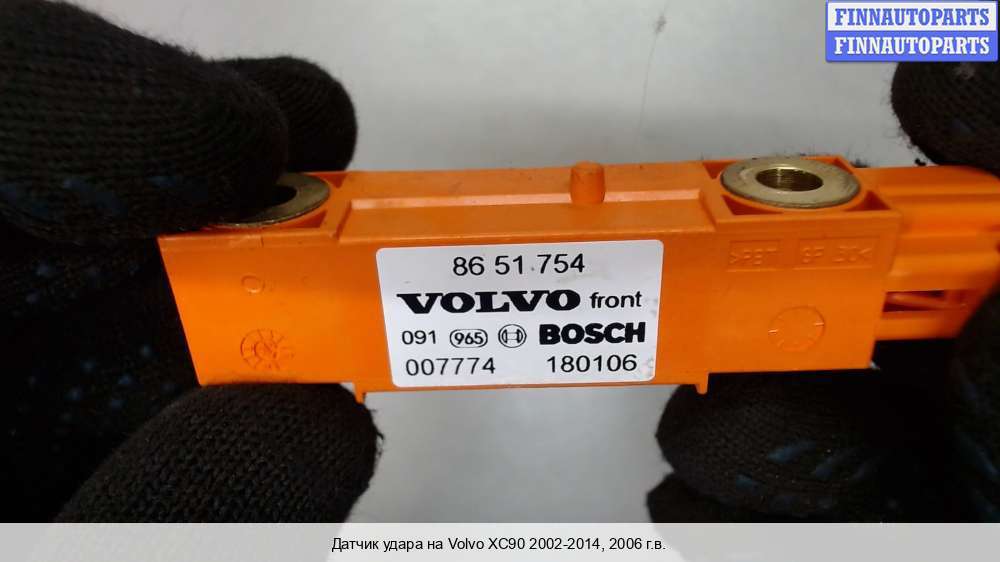 FINNAUTOPARTS
FINNAUTOPARTS
86 51 754
VOLVO front
091 965 BOSCH
007774 180106
Датчик удара на Volvo XC90 2002-2014, 2006 г.в.